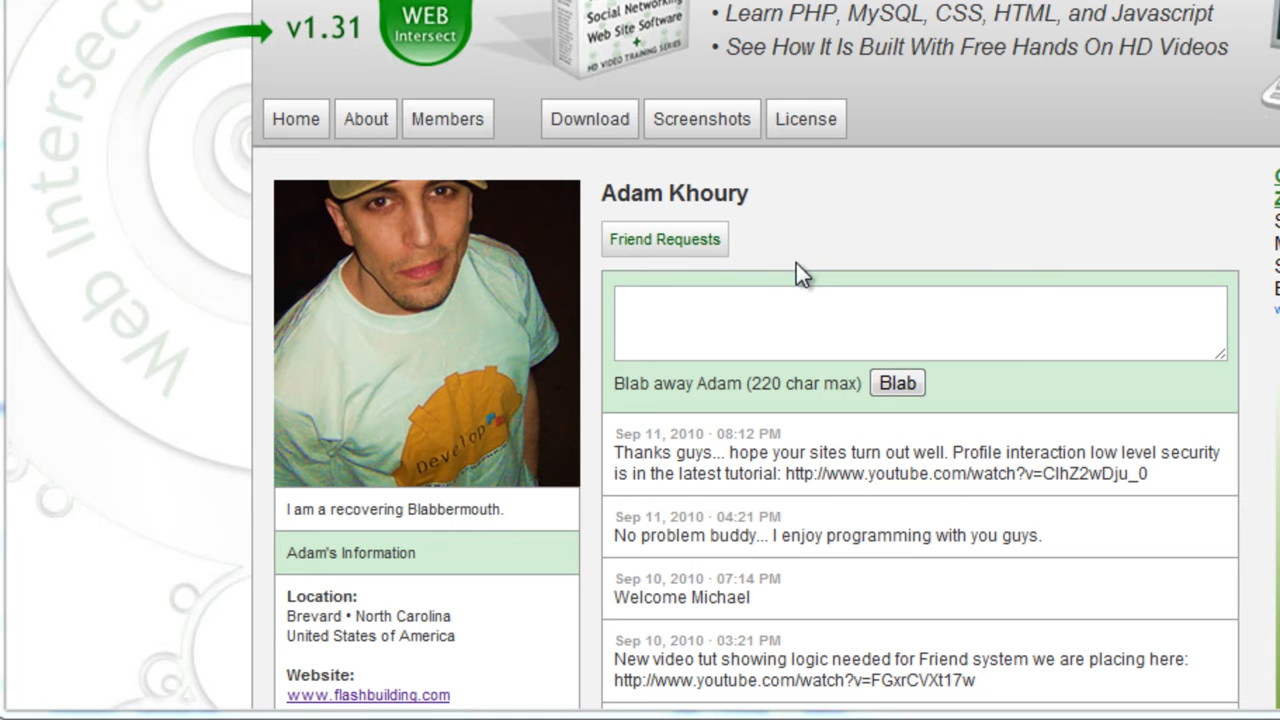 Web Intersect
v1.31
WEB
Intersect
Social Networking
Web Site Software
+
HD VIDEO TRAINING SERIES
• Learn PHP, MySQL, CSS, HTML, and Javascript
• See How It Is Built With Free Hands On HD Videos
Home
About
Members
Download
Screenshots
License
Adam Khoury
Friend Requests
Blab away Adam (220 char max)
Blab
Develop
I am a recovering Blabbermouth.
Adam's Information
Location:
Brevard • North Carolina
United States of America
Website:
www.flashbuilding.com
Sep 11, 2010 · 08:12 PM
Thanks guys... hope your sites turn out well. Profile interaction low level security
is in the latest tutorial: http://www.youtube.com/watch?v=ClhZ2wDju_0
Sep 11, 2010 · 04:21 PM
No problem buddy... I enjoy programming with you guys.
Sep 10, 2010 · 07:14 PM
Welcome Michael
Sep 10, 2010 · 03:21 PM
New video tut showing logic needed for Friend system we are placing here:
http://www.youtube.com/watch?v=FGxrCVXt17w